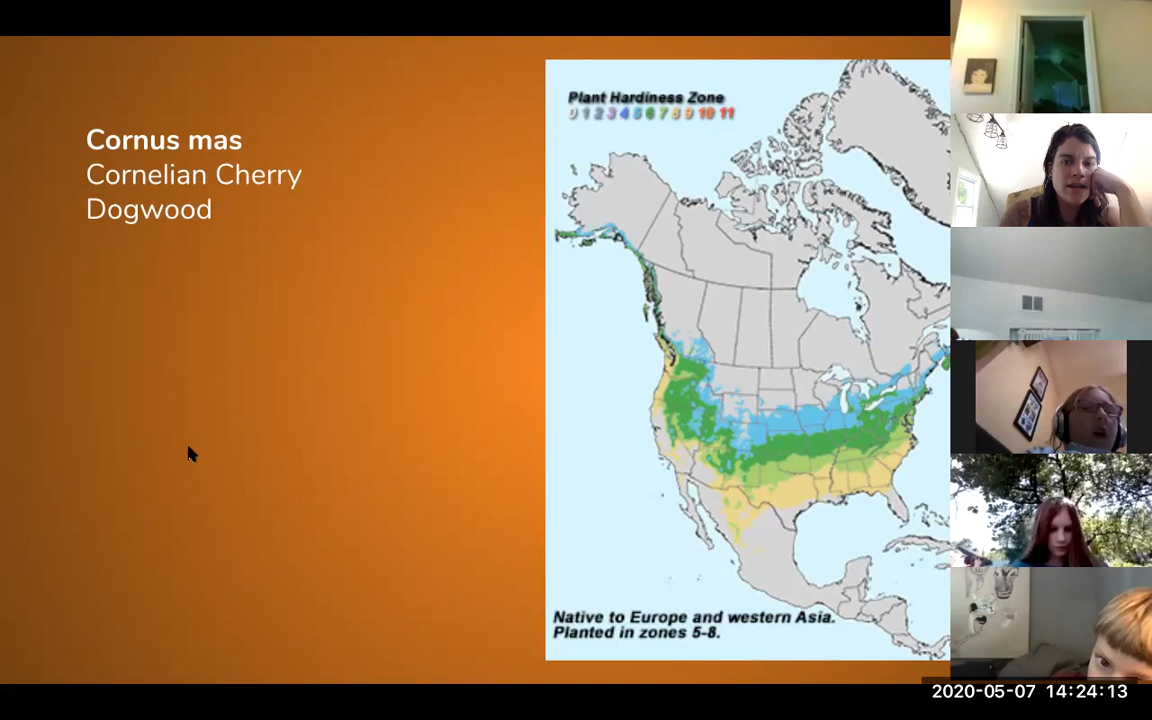 Cornus mas
Cornelian Cherry
Dogwood
Plant Hardiness Zone
0 1 2 3 4 5 6 7 8 9 10 11
Native to Europe and western Asia.
Planted in zones 5-8.
2020-05-07 14:24:13